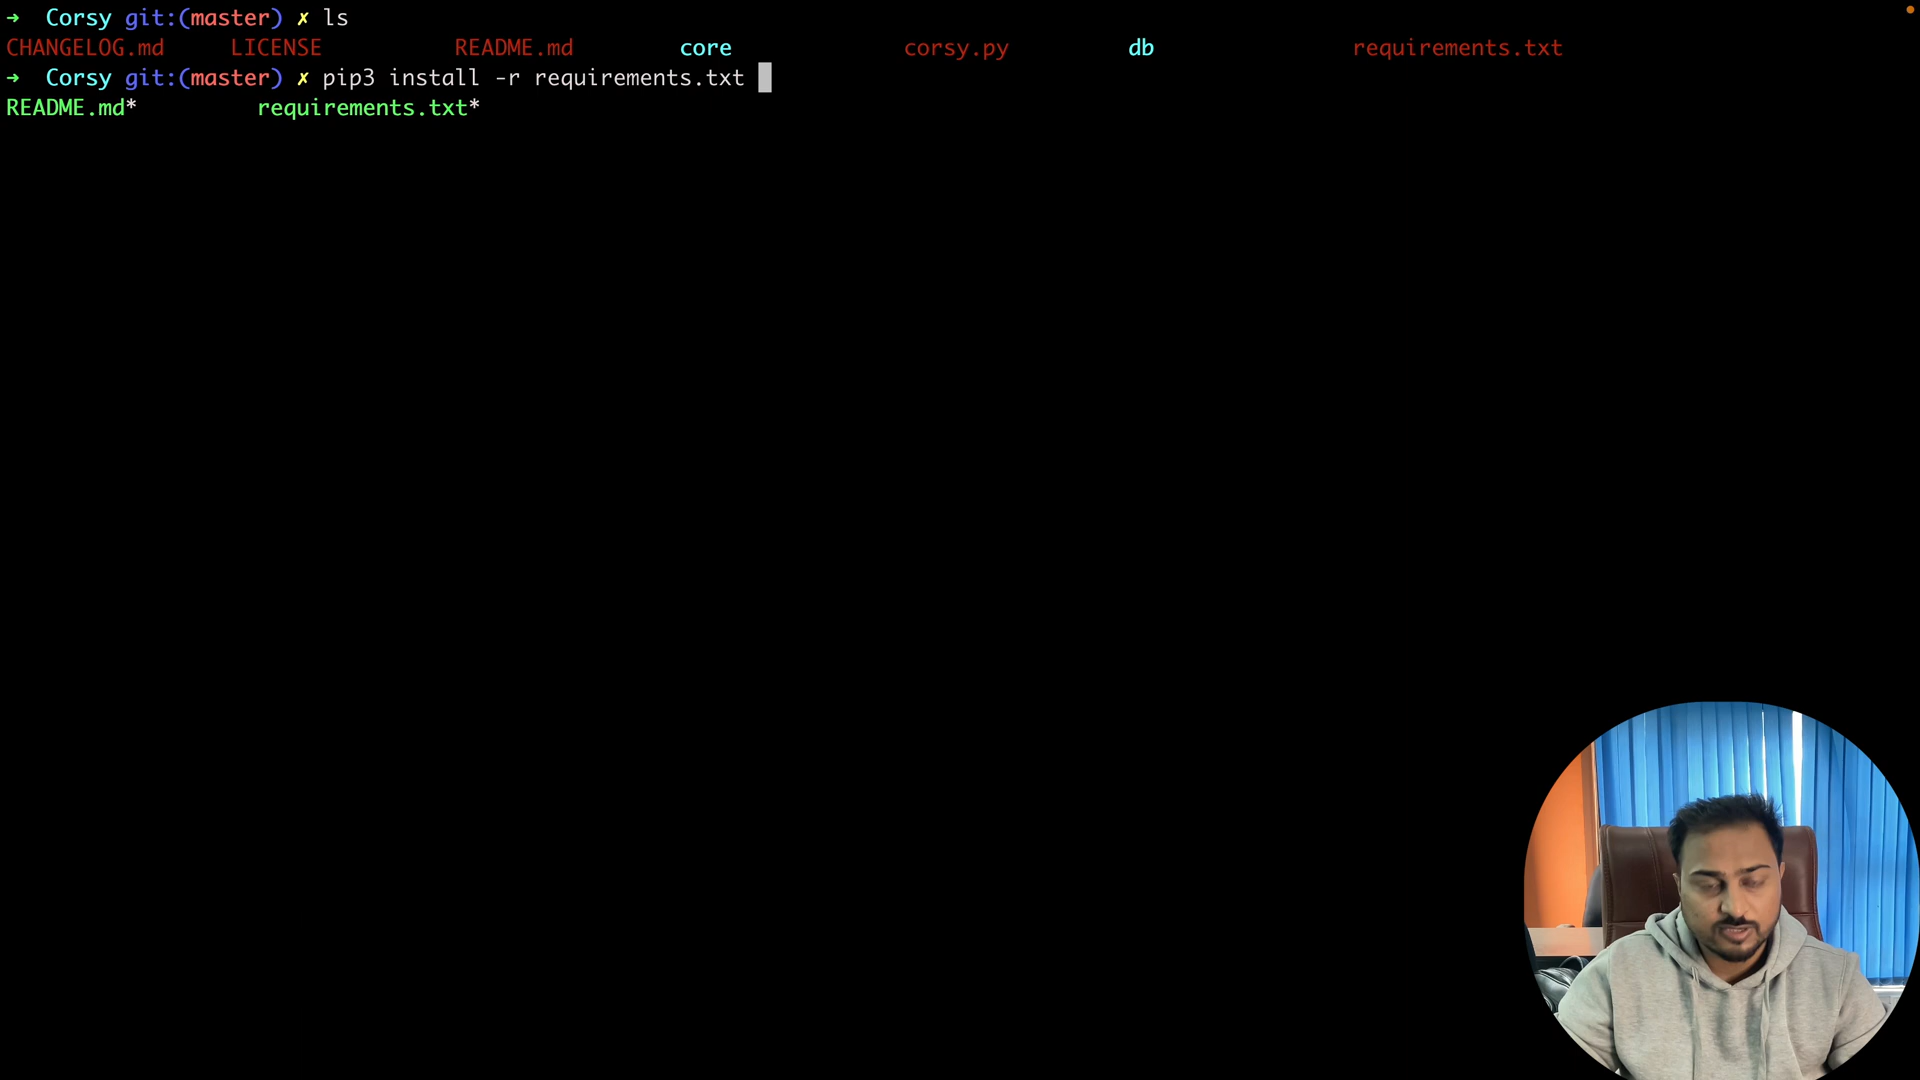 ➜  Corsy git:(master) ✗ ls
CHANGELOG.md LICENSE README.md core corsy.py db requirements.txt
➜  Corsy git:(master) ✗ pip3 install -r requirements.txt
README.md* requirements.txt*